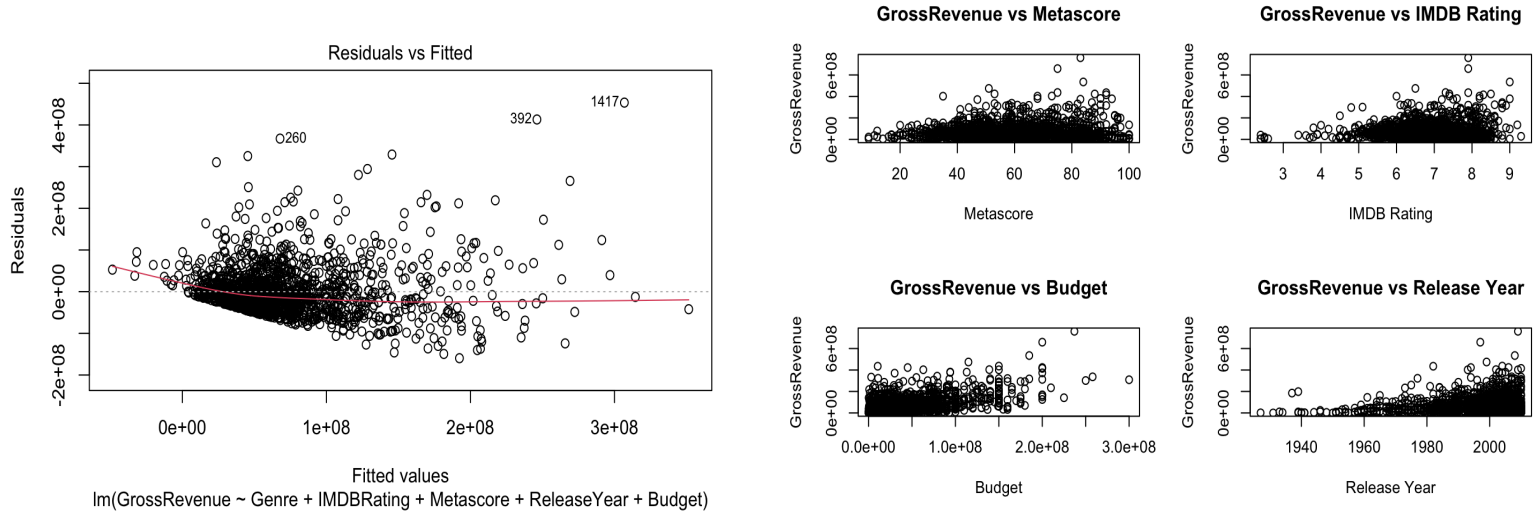 Residuals vs Fitted
Residuals
4e+08
2e+08
0e+00
-2e+08
1417
392
260
0e+00 1e+08 2e+08 3e+08
Fitted values
lm(GrossRevenue ~ Genre + IMDBRating + Metascore + ReleaseYear + Budget)
GrossRevenue vs Metascore
GrossRevenue
6e+08
0e+00
20 40 60 80 100
Metascore
GrossRevenue vs IMDB Rating
GrossRevenue
6e+08
0e+00
3 4 5 6 7 8 9
IMDB Rating
GrossRevenue vs Budget
GrossRevenue
6e+08
0e+00
0.0e+00 1.0e+08 2.0e+08 3.0e+08
Budget
GrossRevenue vs Release Year
GrossRevenue
6e+08
0e+00
1940 1960 1980 2000
Release Year